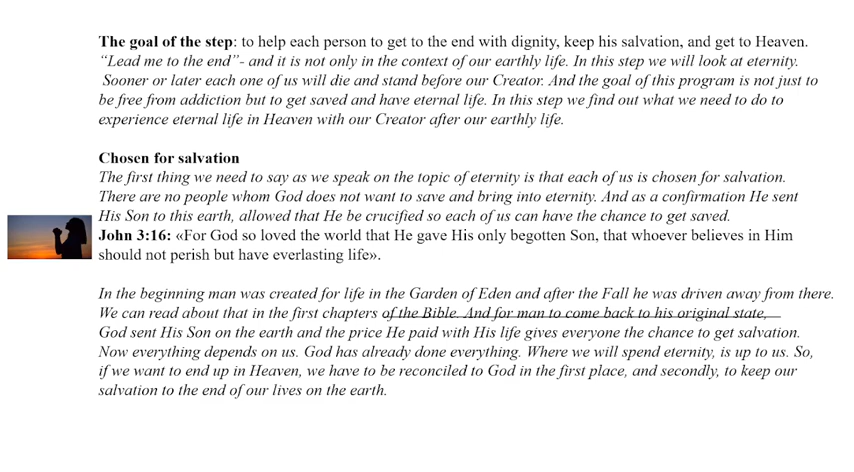 The goal of the step: to help each person to get to the end with dignity, keep his salvation, and get to Heaven.
“Lead me to the end”- and it is not only in the context of our earthly life. In this step we will look at eternity.
Sooner or later each one of us will die and stand before our Creator. And the goal of this program is not just to
be free from addiction but to get saved and have eternal life. In this step we find out what we need to do to
experience eternal life in Heaven with our Creator after our earthly life.
Chosen for salvation
The first thing we need to say as we speak on the topic of eternity is that each of us is chosen for salvation.
There are no people whom God does not want to save and bring into eternity. And as a confirmation He sent
His Son to this earth, allowed that He be crucified so each of us can have the chance to get saved.
John 3:16: «For God so loved the world that He gave His only begotten Son, that whoever believes in Him
should not perish but have everlasting life».
In the beginning man was created for life in the Garden of Eden and after the Fall he was driven away from there.
We can read about that in the first chapters of the Bible. And for man to come back to his original state,
God sent His Son on the earth and the price He paid with His life gives everyone the chance to get salvation.
Now everything depends on us. God has already done everything. Where we will spend eternity, is up to us. So,
if we want to end up in Heaven, we have to be reconciled to God in the first place, and secondly, to keep our
salvation to the end of our lives on the earth.